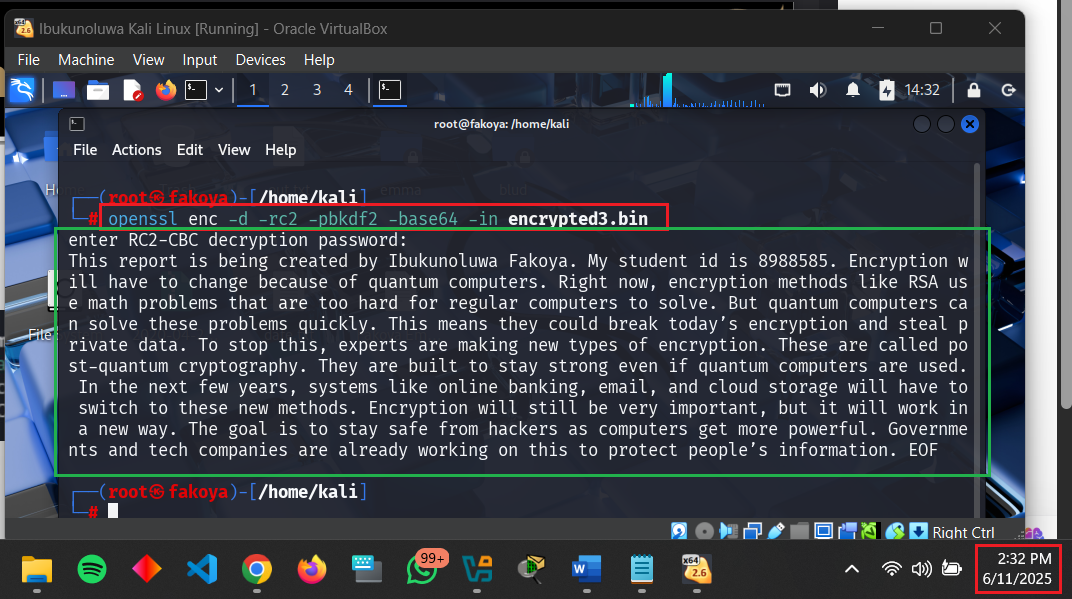 Ibukunoluwa Kali Linux [Running] - Oracle VirtualBox
File Machine View Input Devices Help
1 2 3 4 14:32
root@fakoya: /home/kali
File Actions Edit View Help
(root㉿fakoya)-[/home/kali]
# openssl enc -d -rc2 -pbkdf2 -base64 -in encrypted3.bin
enter RC2-CBC decryption password:
This report is being created by Ibukunoluwa Fakoya. My student id is 8988585. Encryption w
ill have to change because of quantum computers. Right now, encryption methods like RSA us
e math problems that are too hard for regular computers to solve. But quantum computers ca
n solve these problems quickly. This means they could break today’s encryption and steal p
rivate data. To stop this, experts are making new types of encryption. These are called po
st-quantum cryptography. They are built to stay strong even if quantum computers are used.
In the next few years, systems like online banking, email, and cloud storage will have to
switch to these new methods. Encryption will still be very important, but it will work in
a new way. The goal is to stay safe from hackers as computers get more powerful. Governme
nts and tech companies are already working on this to protect people’s information. EOF
(root㉿fakoya)-[/home/kali]
#
Right Ctrl
99+
x64
2.6
2:32 PM
6/11/2025